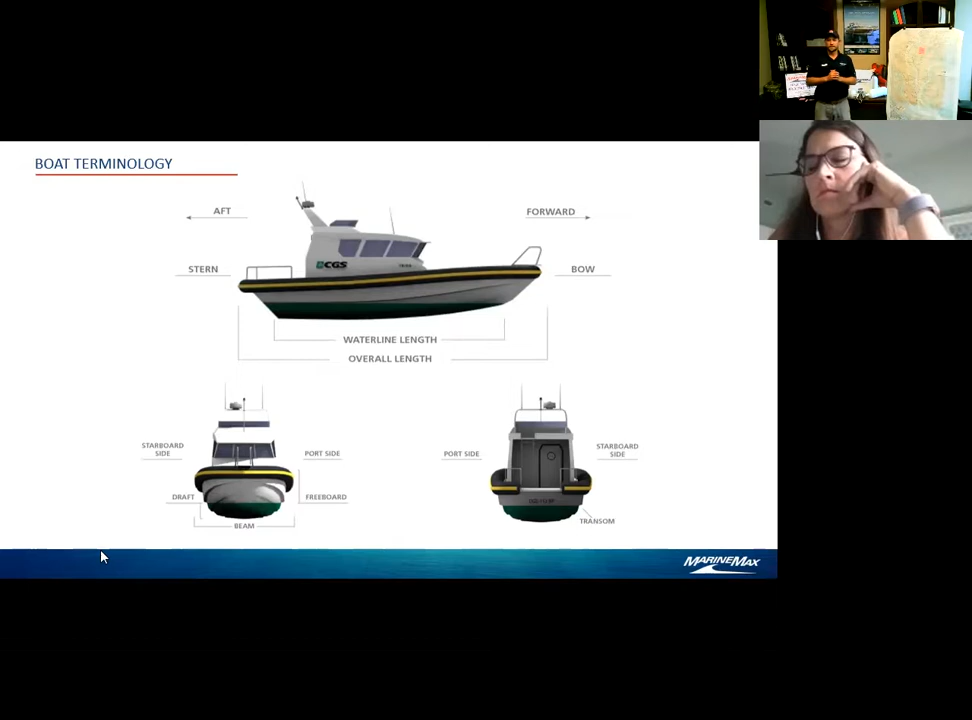 BOAT TERMINOLOGY
AFT
FORWARD
STERN
CGS
BOW
WATERLINE LENGTH
OVERALL LENGTH
STARBOARD
SIDE
PORT SIDE
DRAFT
FREEBOARD
BEAM
PORT SIDE
STARBOARD
SIDE
TRANSOM
MARINEMAX